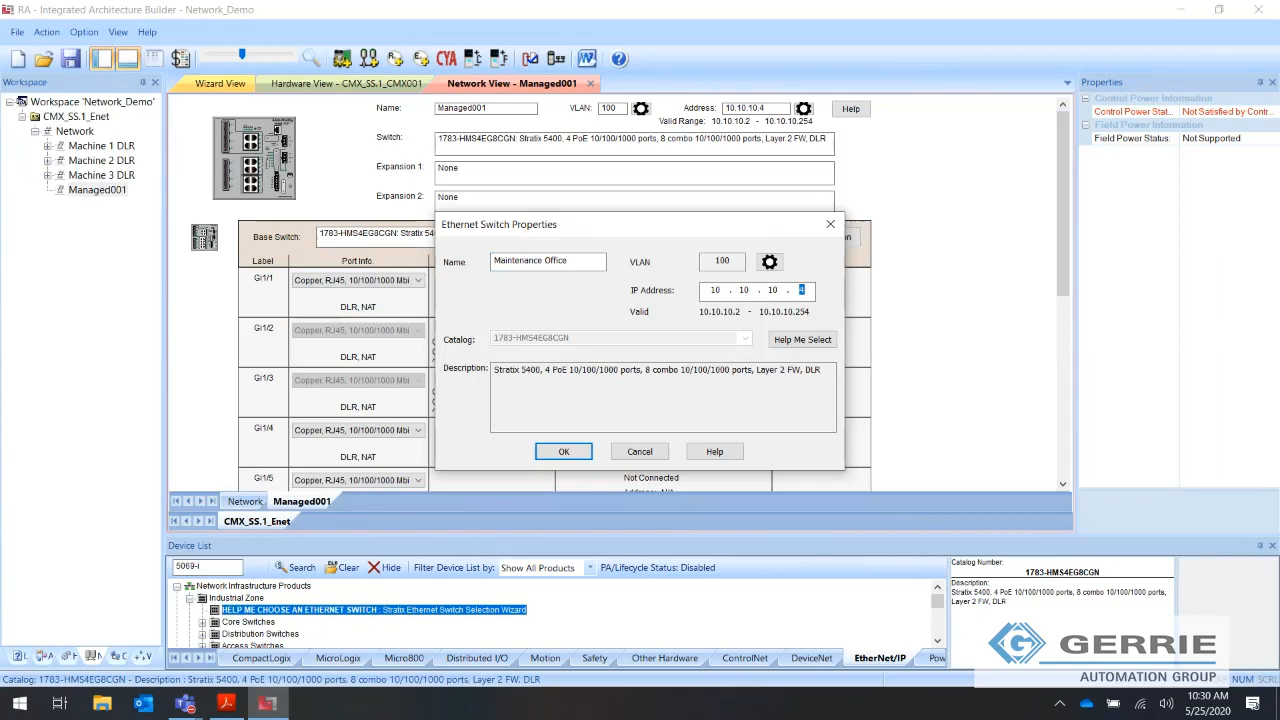 RA - Integrated Architecture Builder - Network_Demo
File Action Option View Help
CYA
Workspace
Wizard View
Hardware View - CMX_SS.1_CMX001
Network View - Managed001
Properties
Workspace 'Network_Demo'
CMX_SS.1_Enet
Network
Machine 1 DLR
Machine 2 DLR
Machine 3 DLR
Managed001
Name: Managed001 VLAN: 100 Address: 10.10.10.4 Help
Valid Range: 10.10.10.2 - 10.10.10.254
Switch: 1783-HMS4EG8CGN: Stratix 5400, 4 PoE 10/100/1000 ports, 8 combo 10/100/1000 ports, Layer 2 FW, DLR
Expansion 1: None
Expansion 2: None
Base Switch: 1783-HMS4EG8CGN: Stratix 54
Label Port Info.
Gi1/1 Copper, RJ45, 10/100/1000 Mbi
DLR, NAT
Gi1/2 Copper, RJ45, 10/100/1000 Mbi
DLR, NAT
Gi1/3 Copper, RJ45, 10/100/1000 Mbi
DLR, NAT
Gi1/4 Copper, RJ45, 10/100/1000 Mbi
DLR, NAT
Gi1/5 Copper, RJ45, 10/100/1000 Mbi
Not Connected
Ethernet Switch Properties
Name Maintenance Office VLAN 100
IP Address: 10 . 10 . 10 . 4
Valid 10.10.10.2 - 10.10.10.254
Catalog: 1783-HMS4EG8CGN Help Me Select
Description: Stratix 5400, 4 PoE 10/100/1000 ports, 8 combo 10/100/1000 ports, Layer 2 FW, DLR
OK Cancel Help
Control Power Information
Control Power Stat... Not Satisfied by Contr...
Field Power Information
Field Power Status: Not Supported
Network Managed001
CMX_SS.1_Enet
Device List
5069-i Search Clear Hide Filter Device List by: Show All Products PA/Lifecycle Status: Disabled
Network Infrastructure Products
Industrial Zone
HELP ME CHOOSE AN ETHERNET SWITCH : Stratix Ethernet Switch Selection Wizard
Core Switches
Distribution Switches
Access Switches
CompactLogix MicroLogix Micro800 Distributed I/O Motion Safety Other Hardware ControlNet DeviceNet EtherNet/IP Pow
Catalog Number:
1783-HMS4EG8CGN
Description:
Stratix 5400, 4 PoE 10/100/1000 ports, 8 combo 10/100/1000 ports,
Layer 2 FW, DLR
GERRIE
AUTOMATION GROUP
Catalog: 1783-HMS4EG8CGN - Description : Stratix 5400, 4 PoE 10/100/1000 ports, 8 combo 10/100/1000 ports, Layer 2 FW, DLR
NUM SCRL
10:30 AM
5/25/2020